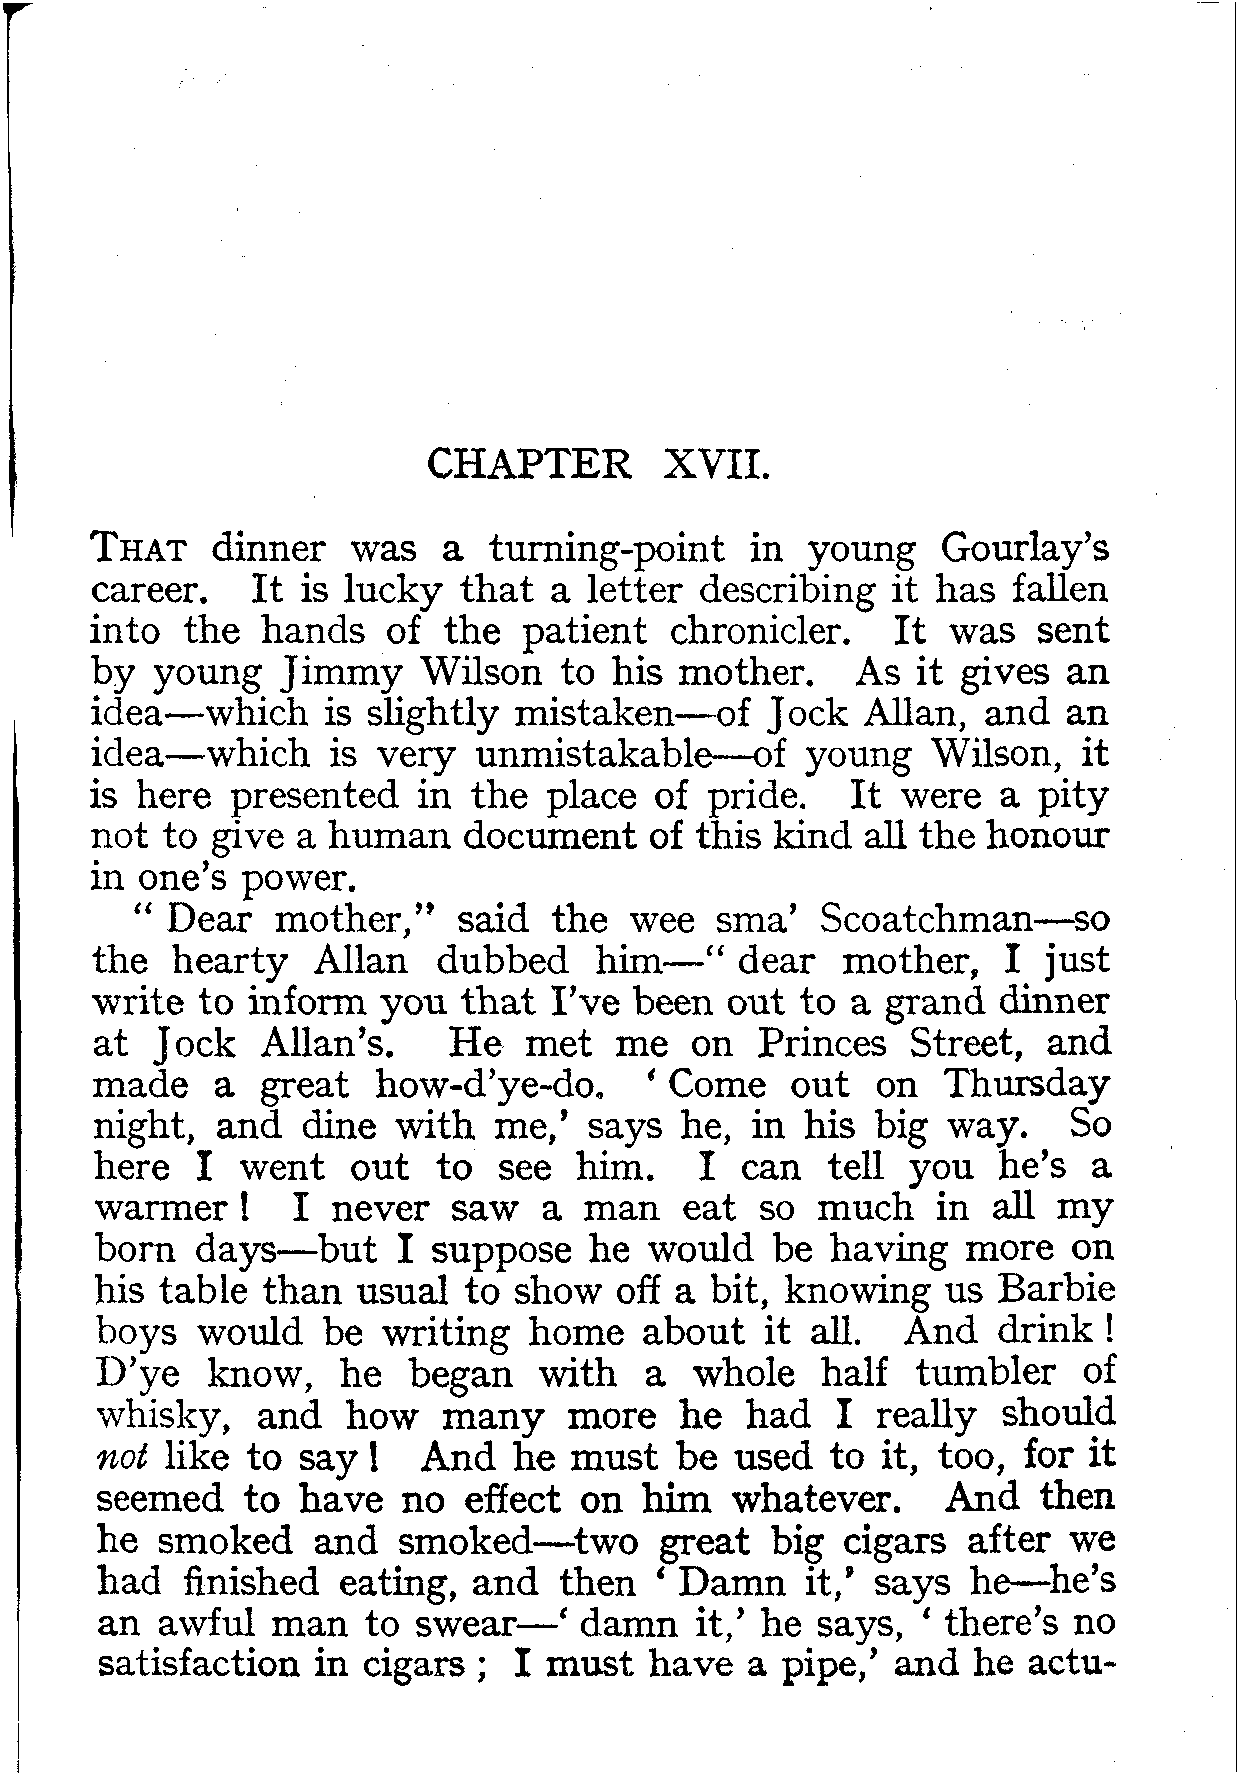 CHAPTER XVII.
THAT dinner was a turning-point in young Gourlay's
career. It is lucky that a letter describing it has fallen
into the hands of the patient chronicler. It was sent
by young Jimmy Wilson to his mother. As it gives an
idea—which is slightly mistaken—of Jock Allan, and an
idea—which is very unmistakable—of young Wilson, it
is here presented in the place of pride. It were a pity
not to give a human document of this kind all the honour
in one's power.
“ Dear mother,” said the wee sma’ Scoatchman—so
the hearty Allan dubbed him—“ dear mother, I just
write to inform you that I've been out to a grand dinner
at Jock Allan's. He met me on Princes Street, and
made a great how-d'ye-do. ‘ Come out on Thursday
night, and dine with me,’ says he, in his big way. So
here I went out to see him. I can tell you he's a
warmer ! I never saw a man eat so much in all my
born days—but I suppose he would be having more on
his table than usual to show off a bit, knowing us Barbie
boys would be writing home about it all. And drink !
D'ye know, he began with a whole half tumbler of
whisky, and how many more he had I really should
not like to say ! And he must be used to it, too, for it
seemed to have no effect on him whatever. And then
he smoked and smoked—two great big cigars after we
had finished eating, and then ‘ Damn it,’ says he—he's
an awful man to swear—‘ damn it,’ he says, ‘ there's no
satisfaction in cigars ; I must have a pipe,’ and he actu-